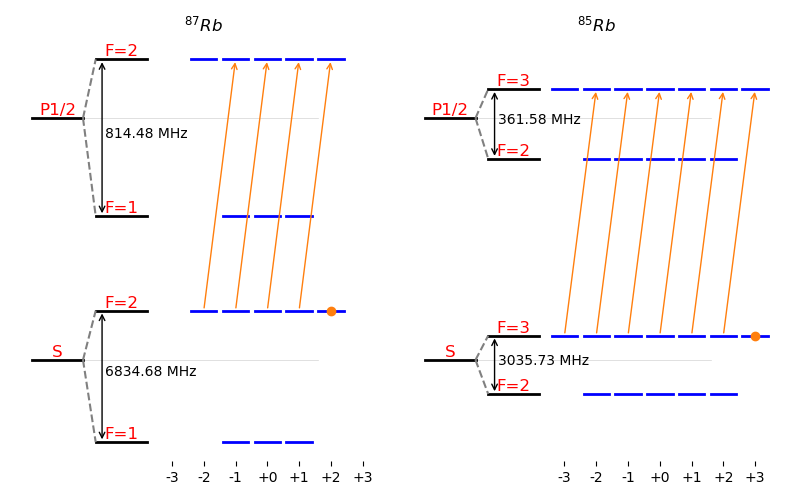 ⁸⁷Rb
F=2
P1/2
814.48 MHz
F=1
F=2
S
6834.68 MHz
F=1
-3 -2 -1 +0 +1 +2 +3
⁸⁵Rb
F=3
P1/2
361.58 MHz
F=2
F=3
S
3035.73 MHz
F=2
-3 -2 -1 +0 +1 +2 +3